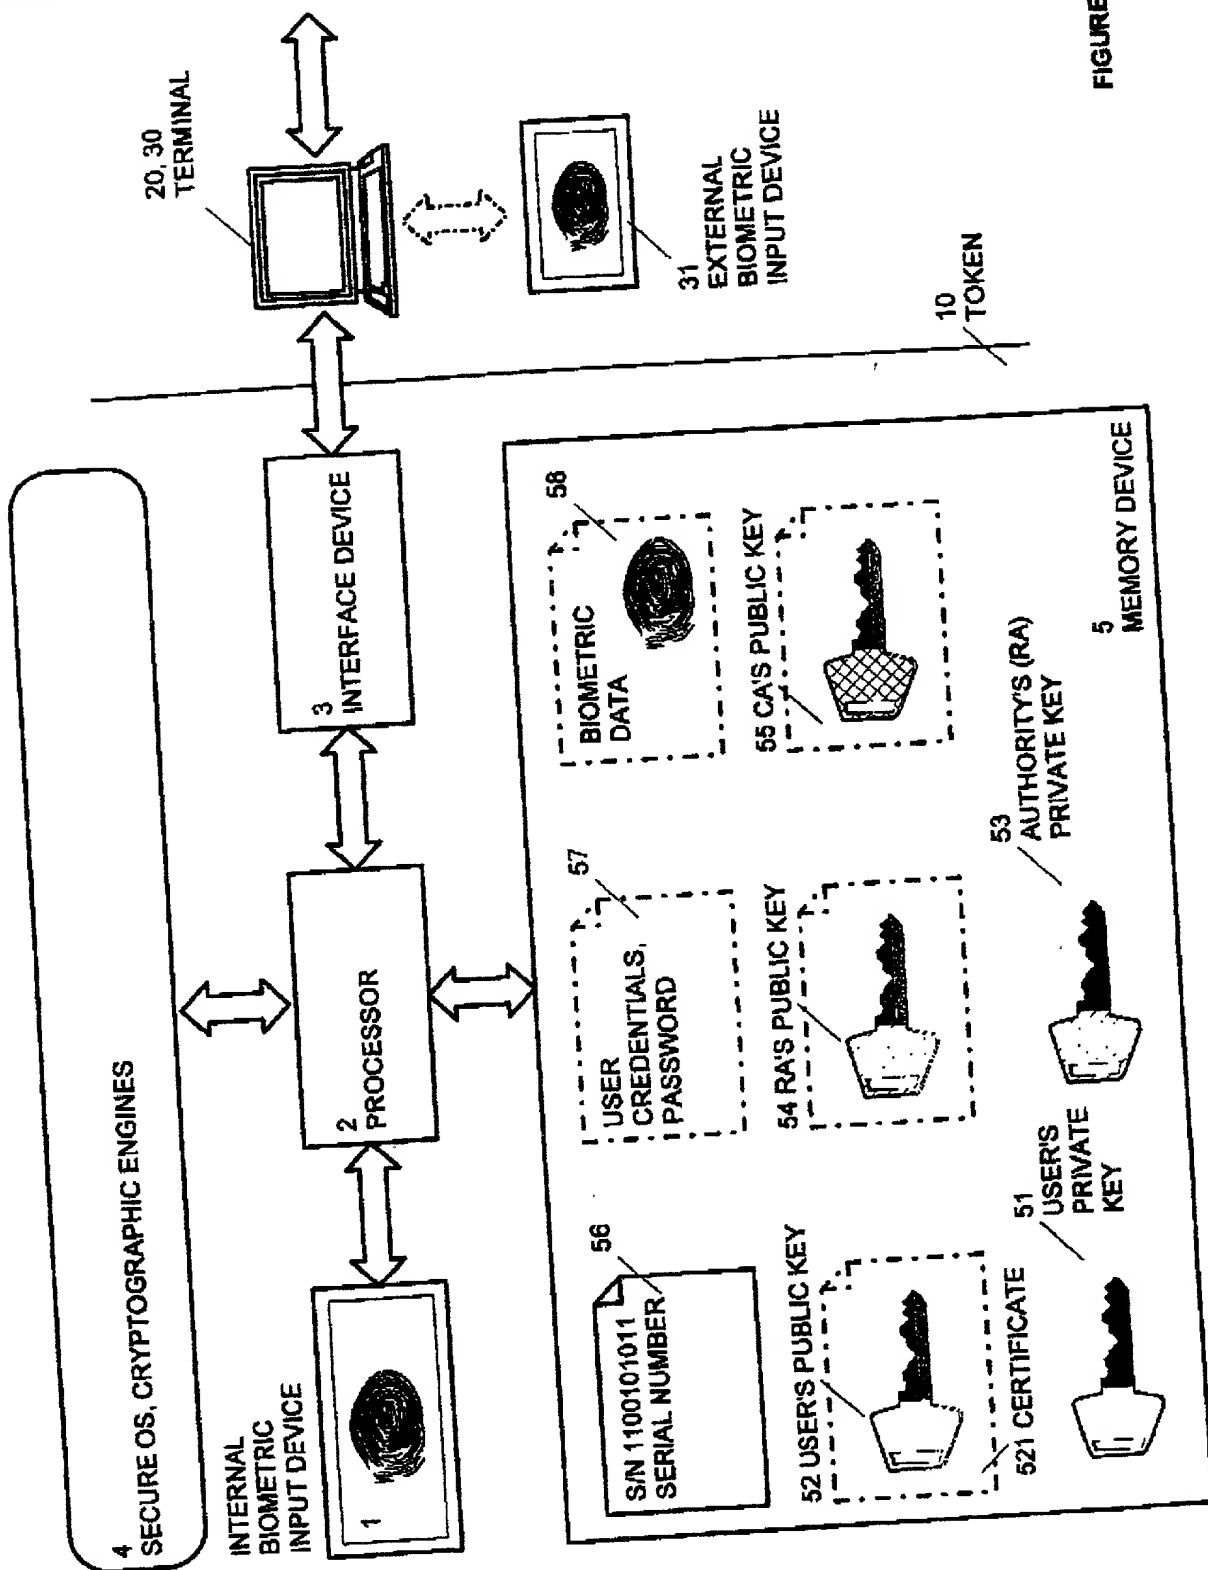 4
SECURE OS, CRYPTOGRAPHIC ENGINES
INTERNAL
BIOMETRIC
INPUT DEVICE
1
2
PROCESSOR
3
INTERFACE DEVICE
20, 30
TERMINAL
31
EXTERNAL
BIOMETRIC
INPUT DEVICE
10
TOKEN
S/N 1100101011
SERIAL NUMBER
56
USER
CREDENTIALS,
PASSWORD
57
BIOMETRIC
DATA
58
52 USER'S PUBLIC KEY
521 CERTIFICATE
54 RA'S PUBLIC KEY
55 CA'S PUBLIC KEY
51
USER'S
PRIVATE
KEY
53
AUTHORITY'S (RA)
PRIVATE KEY
5
MEMORY DEVICE
FIGURE